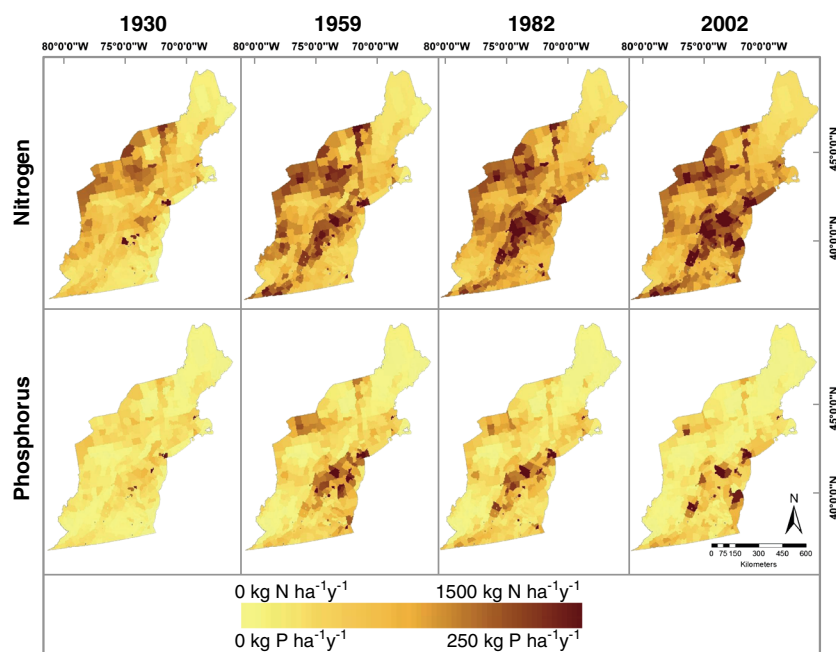 1930 1959 1982 2002
80°0'0"W 75°0'0"W 70°0'0"W 80°0'0"W 75°0'0"W 70°0'0"W 80°0'0"W 75°0'0"W 70°0'0"W 80°0'0"W 75°0'0"W 70°0'0"W
Nitrogen
45°0'0"N
40°0'0"N
Phosphorus
45°0'0"N
40°0'0"N
N
0 75 150 300 450 600
Kilometers
0 kg N ha⁻¹y⁻¹ 1500 kg N ha⁻¹y⁻¹
0 kg P ha⁻¹y⁻¹ 250 kg P ha⁻¹y⁻¹